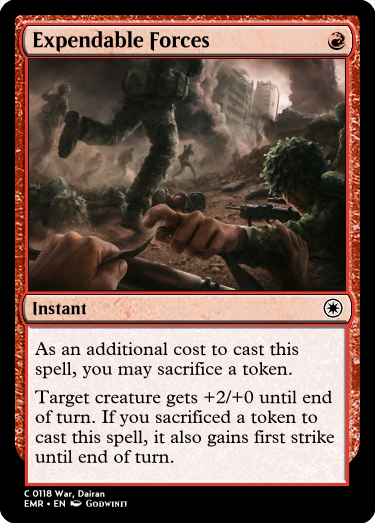 Expendable Forces
Instant
As an additional cost to cast this
spell, you may sacrifice a token.
Target creature gets +2/+0 until end
of turn. If you sacrificed a token to
cast this spell, it also gains first strike
until end of turn.
C 0118 War, Dairan
EMR • EN Godwinfj